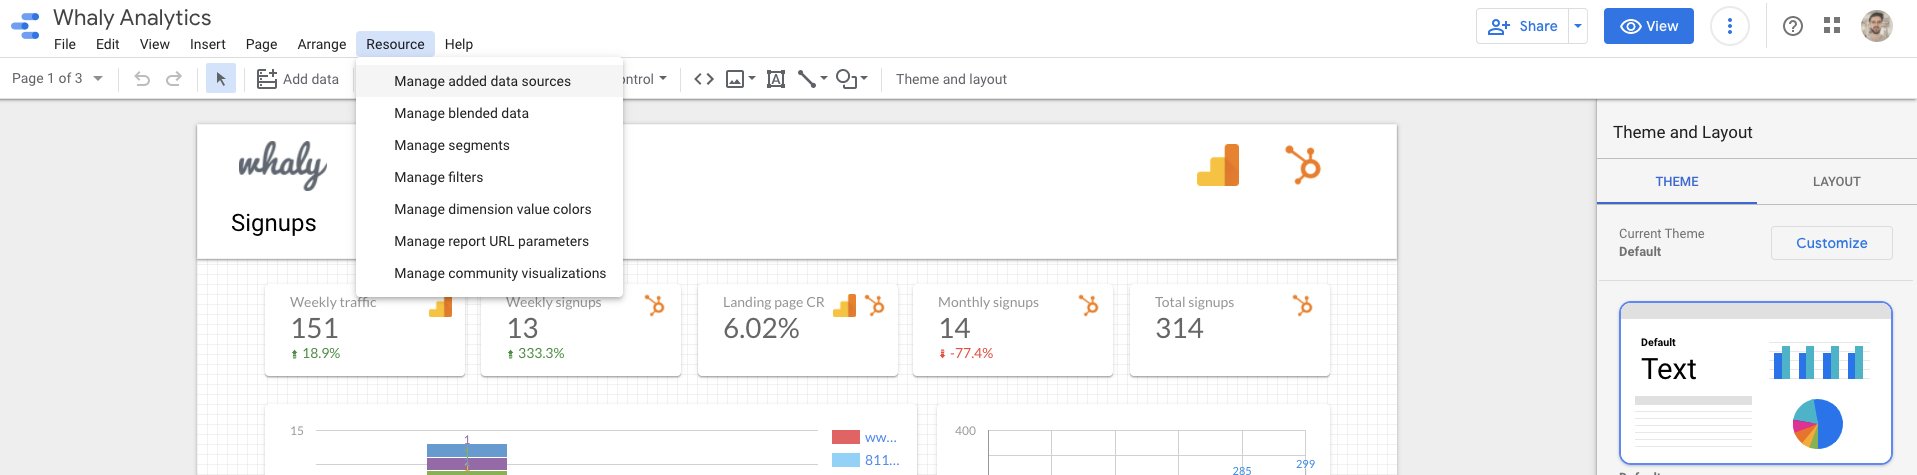 Whaly Analytics
File Edit View Insert Page Arrange Resource Help
Share View
Page 1 of 3 Add data Theme and layout
Manage added data sources
Manage blended data
Manage segments
Manage filters
Manage dimension value colors
Manage report URL parameters
Manage community visualizations
whaly
Signups
Theme and Layout
THEME LAYOUT
Current Theme
Default
Customize
Default
Text
Weekly traffic
151
18.9%
Weekly signups
13
333.3%
Landing page CR
6.02%
Monthly signups
14
-77.4%
Total signups
314
15
1
ww...
811...
400
285
299